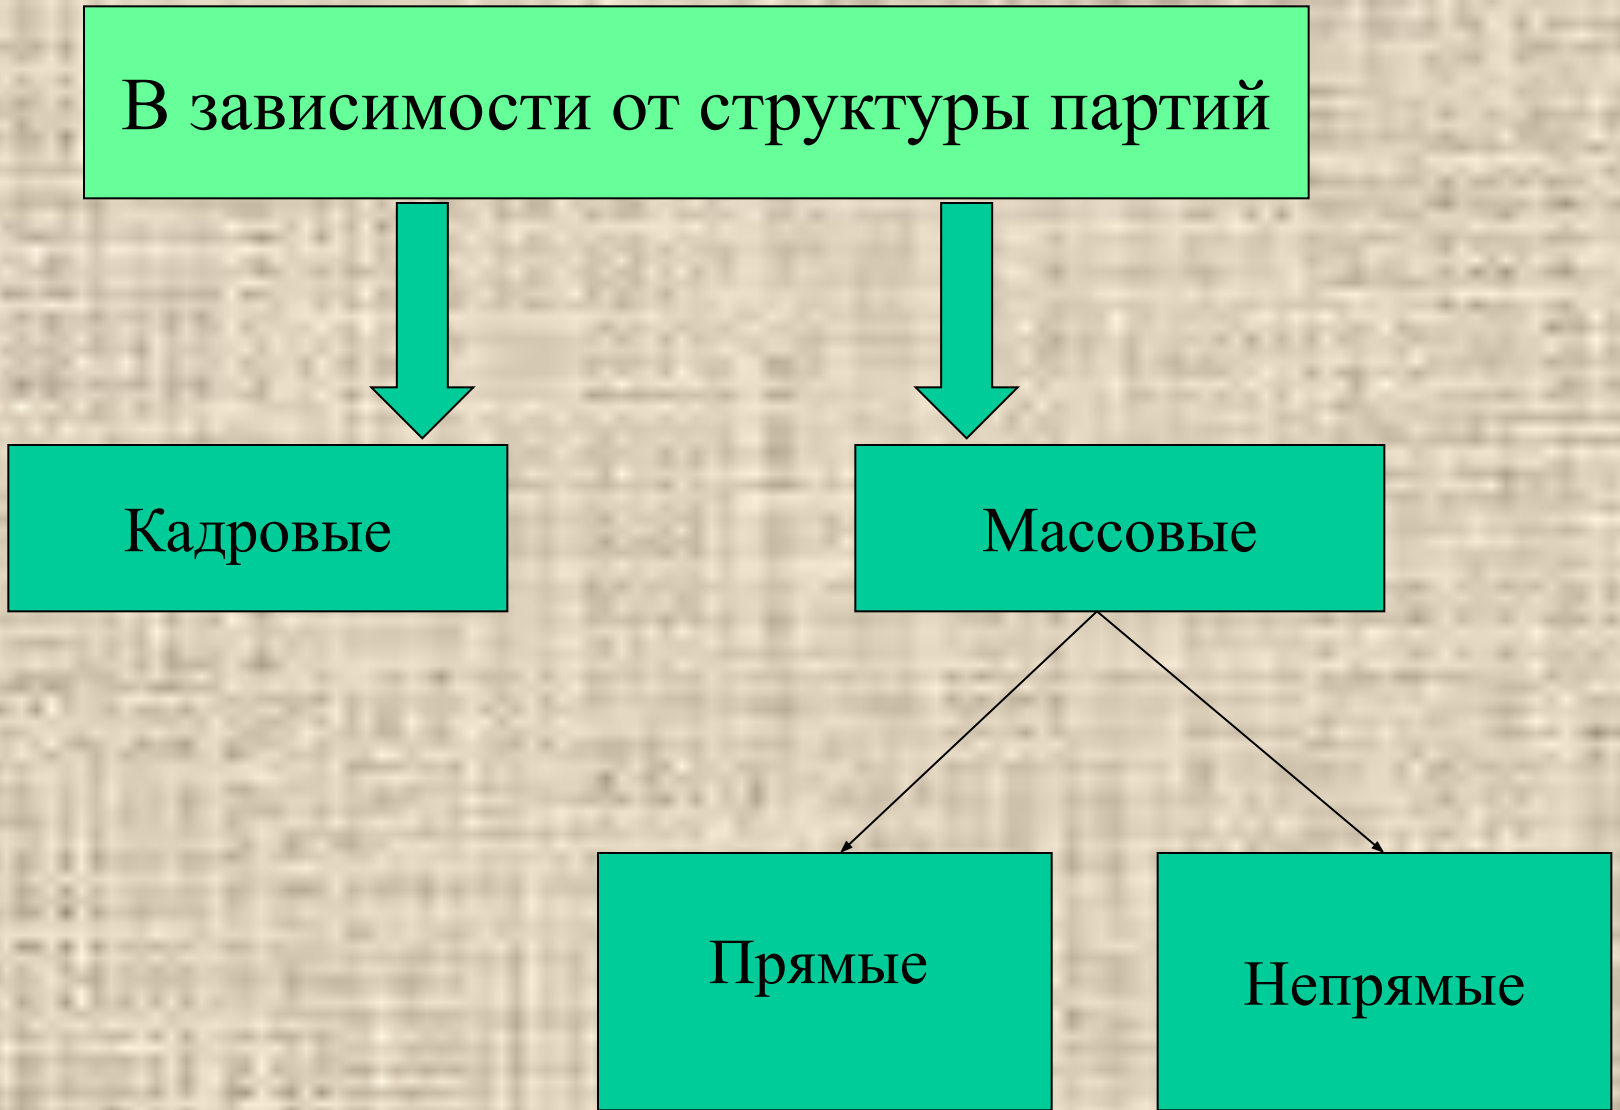 В зависимости от структуры партий
Кадровые
Массовые
Прямые
Непрямые